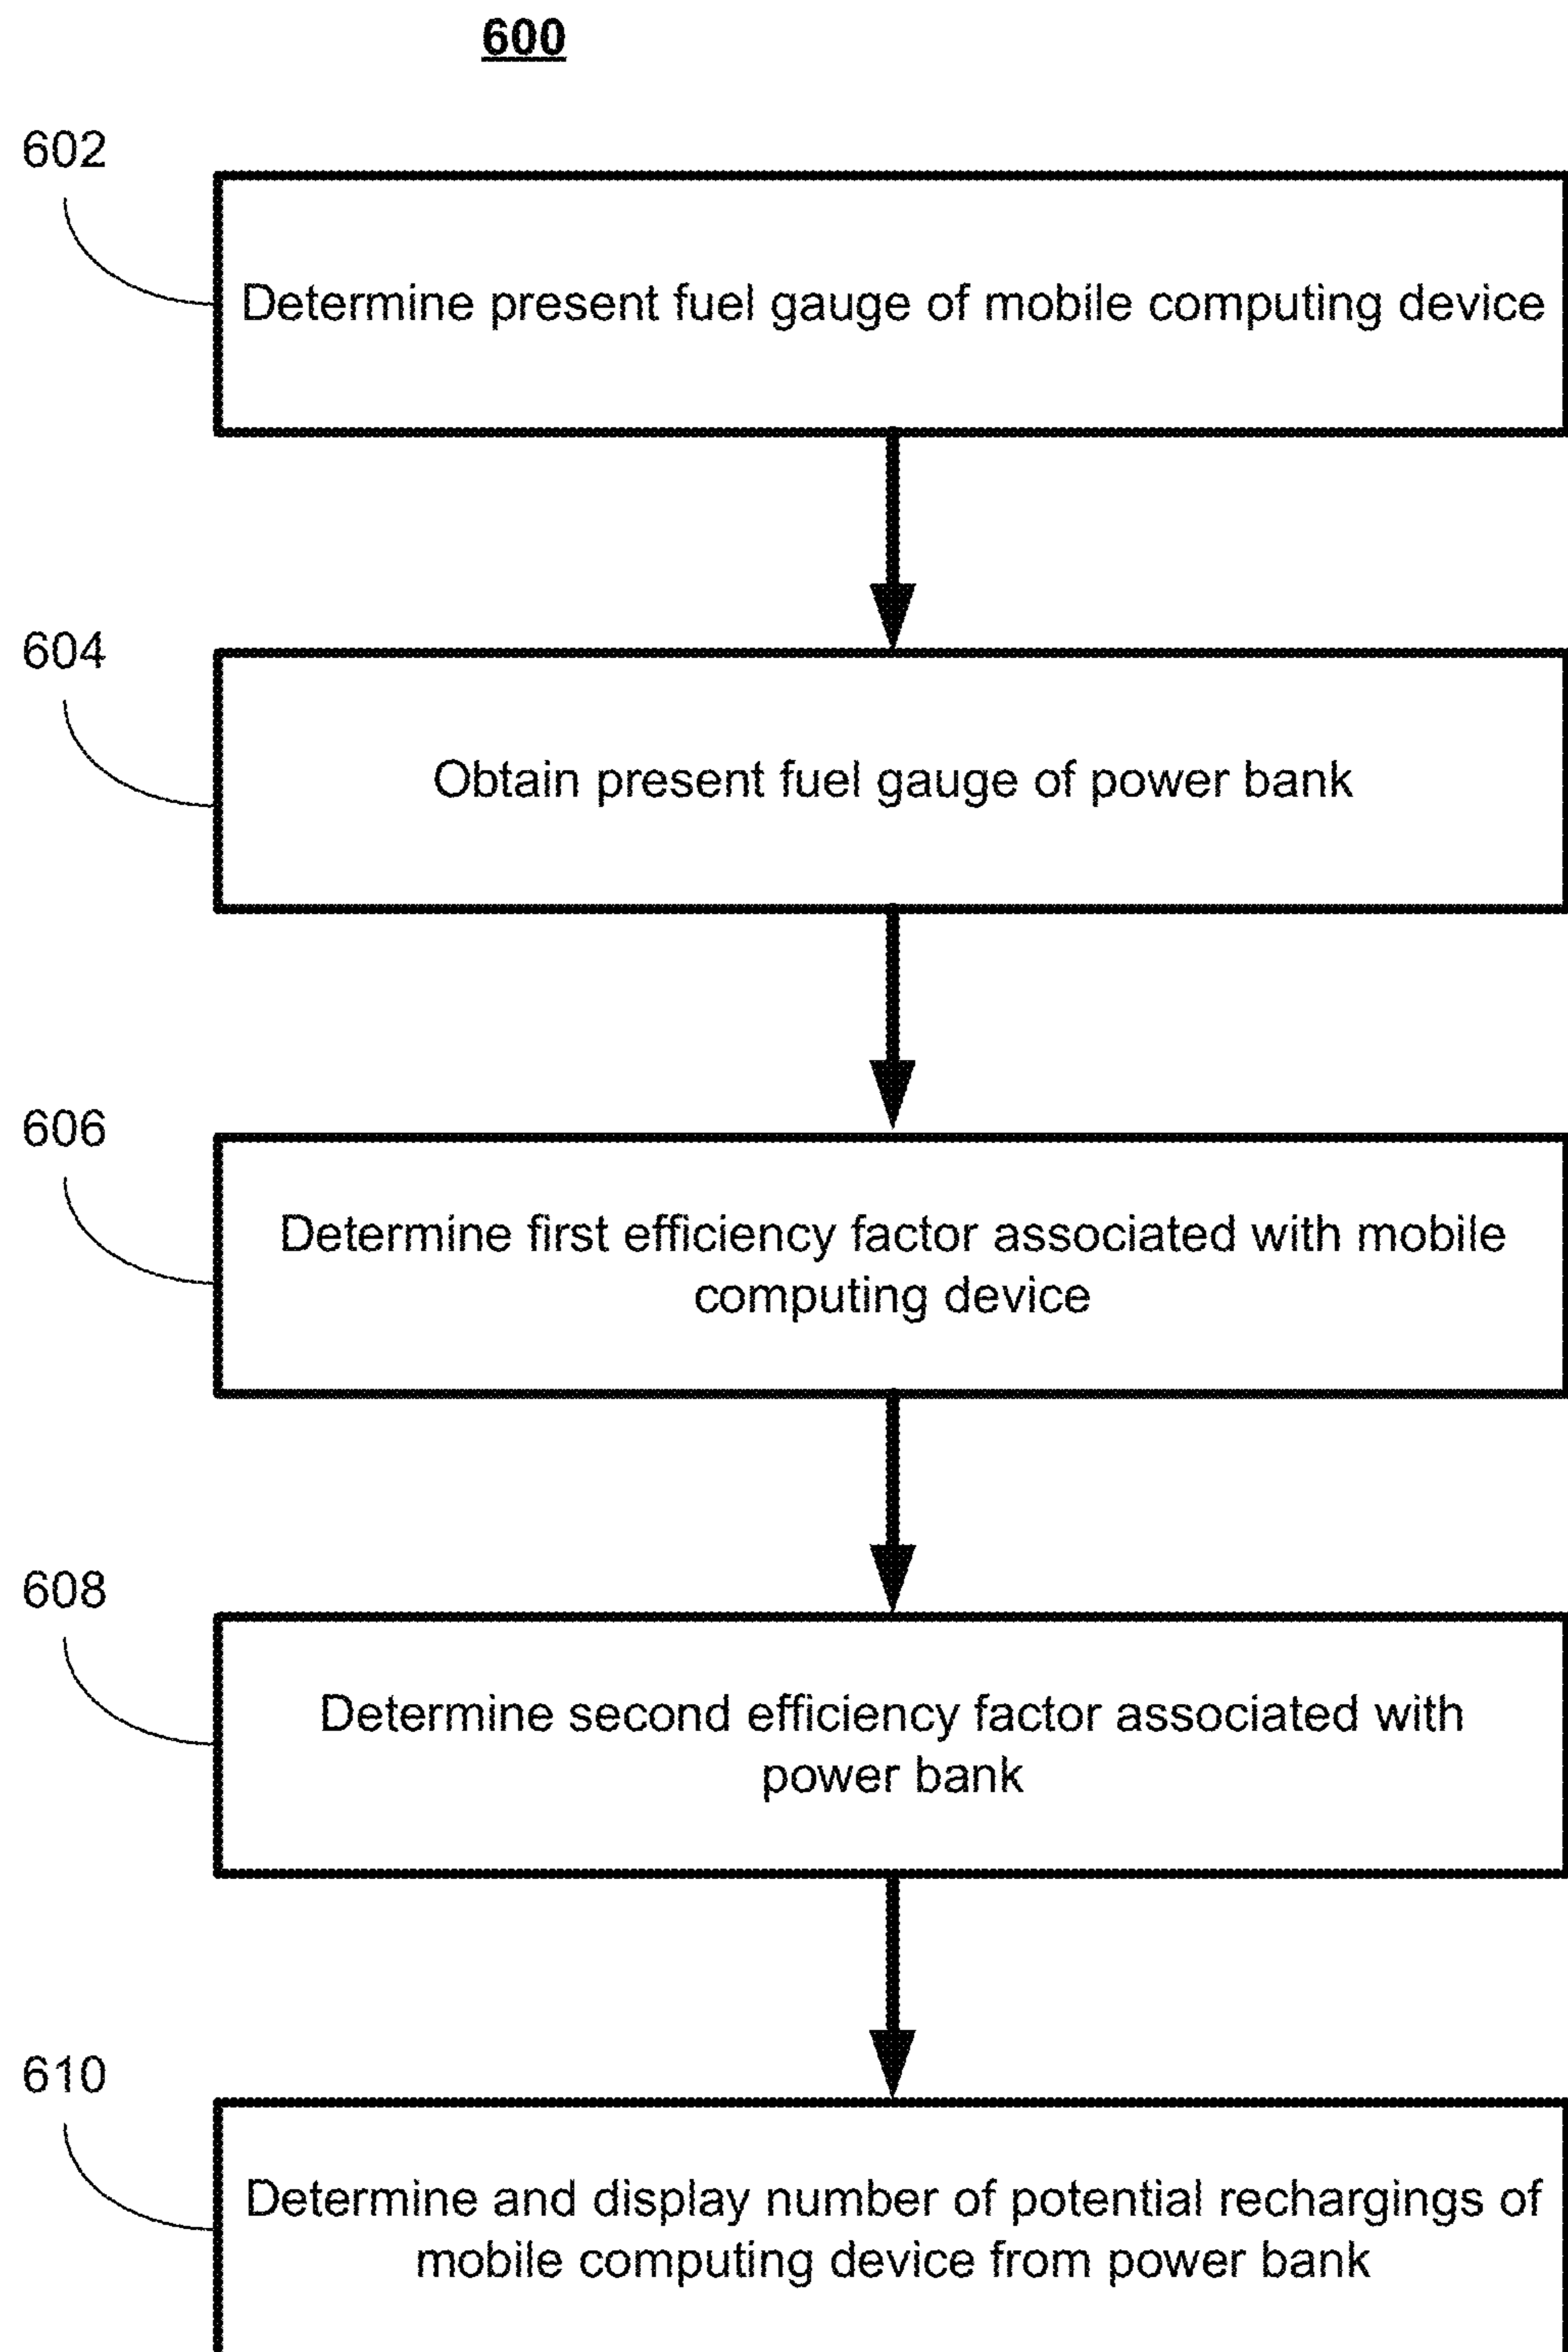 600
602
Determine present fuel gauge of mobile computing device
604
Obtain present fuel gauge of power bank
606
Determine first efficiency factor associated with mobile
computing device
608
Determine second efficiency factor associated with
power bank
610
Determine and display number of potential rechargings of
mobile computing device from power bank